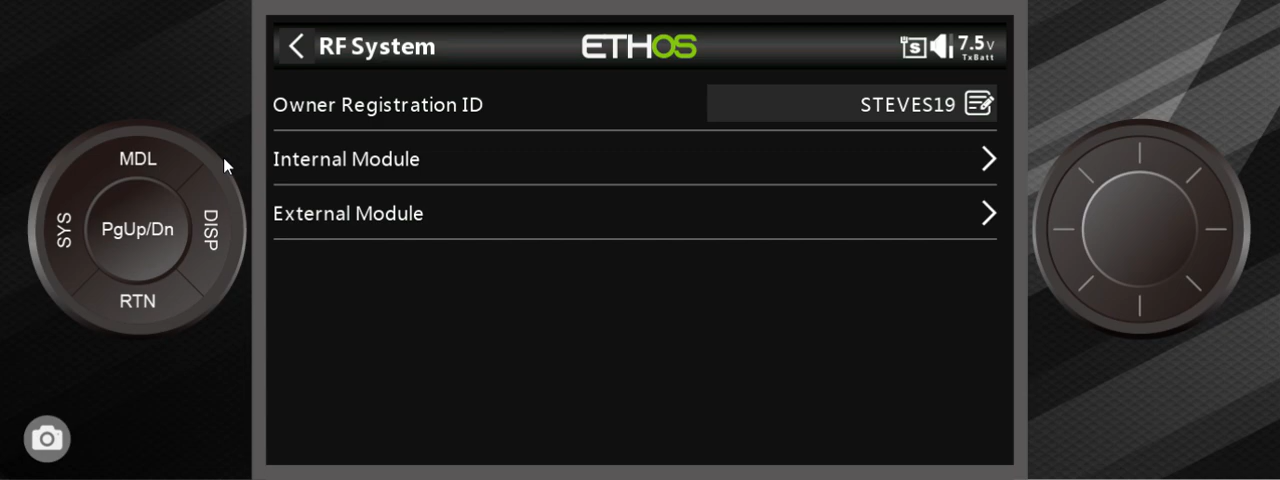 RF System ETHOS S 7.5V
TxBatt
Owner Registration ID STEVES19
Internal Module
External Module
MDL
SYS PgUp/Dn DISP
RTN